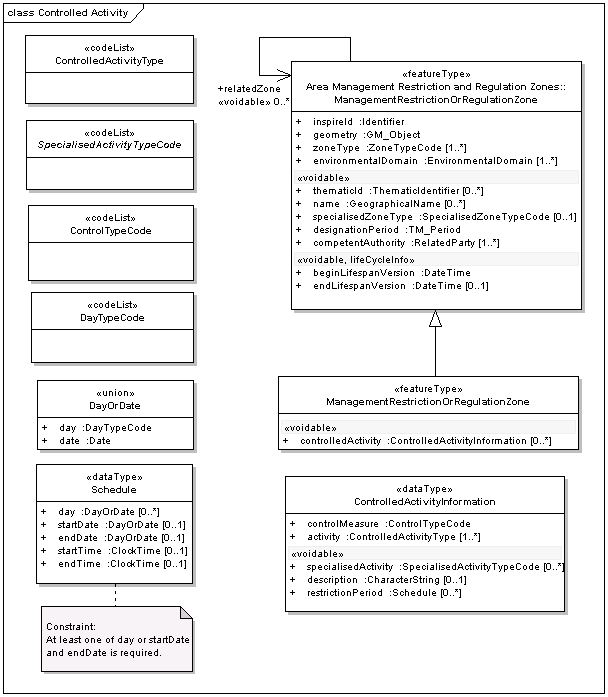 class Controlled Activity
«codeList»
ControlledActivityType
«codeList»
SpecialisedActivityTypeCode
«codeList»
ControlTypeCode
«codeList»
DayTypeCode
«union»
DayOrDate
+ day :DayTypeCode
+ date :Date
«dataType»
Schedule
+ day :DayOrDate [0..*]
+ startDate :DayOrDate [0..1]
+ endDate :DayOrDate [0..1]
+ startTime :ClockTime [0..1]
+ endTime :ClockTime [0..1]
Constraint:
At least one of day or startDate
and endDate is required.
+relatedZone
«voidable» 0..*
«featureType»
Area Management Restriction and Regulation Zones::
ManagementRestrictionOrRegulationZone
+ inspireId :Identifier
+ geometry :GM_Object
+ zoneType :ZoneTypeCode [1..*]
+ environmentalDomain :EnvironmentalDomain [1..*]
«voidable»
+ thematicId :ThematicIdentifier [0..*]
+ name :GeographicalName [0..*]
+ specialisedZoneType :SpecialisedZoneTypeCode [0..1]
+ designationPeriod :TM_Period
+ competentAuthority :RelatedParty [1..*]
«voidable, lifeCycleInfo»
+ beginLifespanVersion :DateTime
+ endLifespanVersion :DateTime [0..1]
«featureType»
ManagementRestrictionOrRegulationZone
«voidable»
+ controlledActivity :ControlledActivityInformation [0..*]
«dataType»
ControlledActivityInformation
+ controlMeasure :ControlTypeCode
+ activity :ControlledActivityType [1..*]
«voidable»
+ specialisedActivity :SpecialisedActivityTypeCode [0..*]
+ description :CharacterString [0..1]
+ restrictionPeriod :Schedule [0..*]